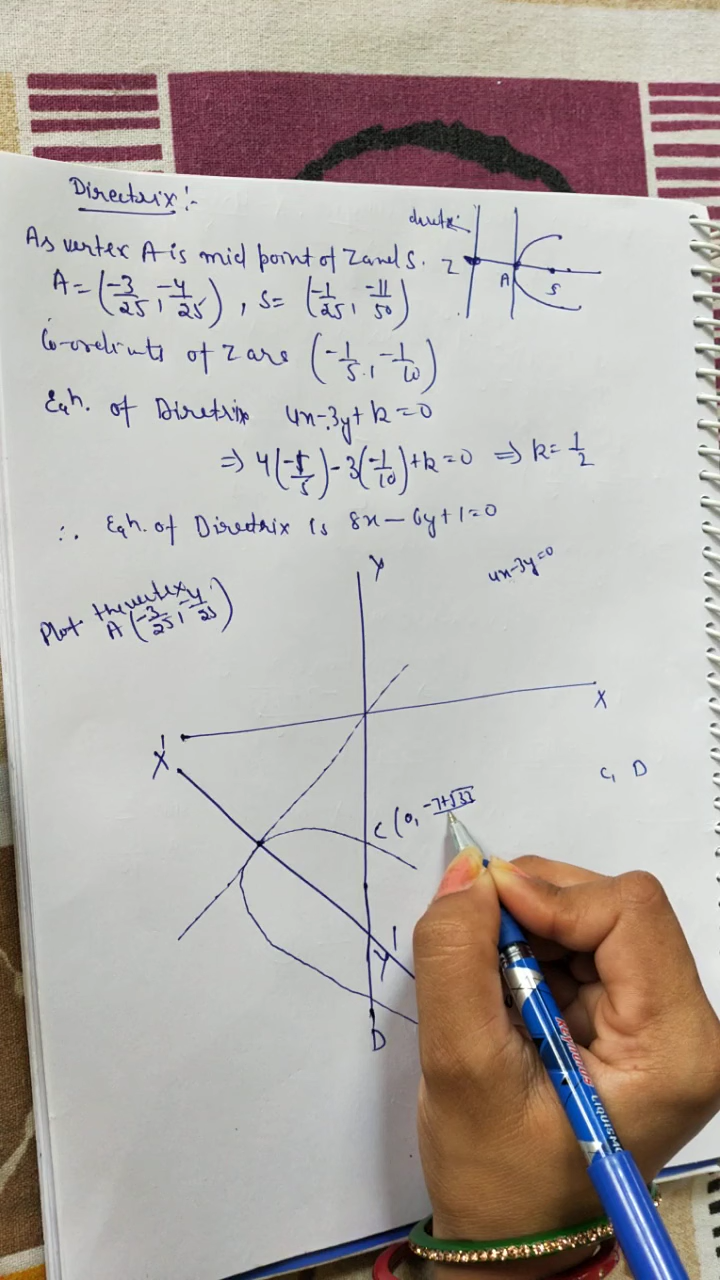 Directrix :-
As vertex A is mid point of Z and S.
A = (-3/25, -4/25), S = (-1/25, -11/50)
Co-ordinats of Z are (-1/5, -1/10)
Eqn. of Diretrix 4x-3y+k=0
⇒ 4(-1/5) - 3(-1/10) + k = 0 ⇒ k = 1/2
∴ Eqn. of Directrix is 8x - 6y + 1 = 0
Z
A
S
Plot the vertex
A (-3/25, -4/25)
4x-3y=0
Y
X
X'
C, D
C (0, -7+√33
Y'
D
Reynolds